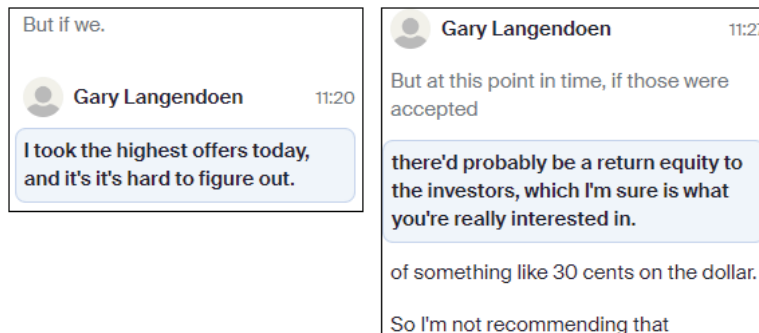 But if we.
Gary Langendoen 11:20
I took the highest offers today,
and it's it's hard to figure out.
Gary Langendoen 11:27
But at this point in time, if those were
accepted
there'd probably be a return equity to
the investors, which I'm sure is what
you're really interested in.
of something like 30 cents on the dollar.
So I'm not recommending that